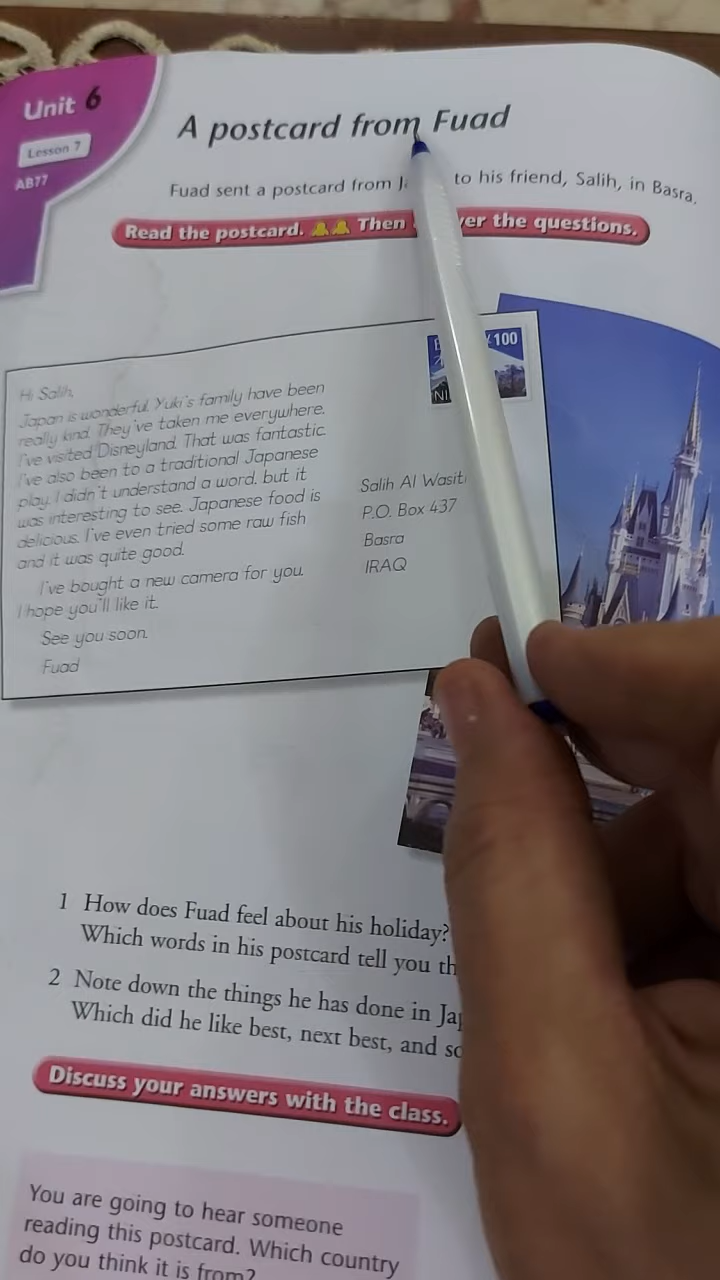 Unit 6
Lesson 7
AB77
A postcard from Fuad
Fuad sent a postcard from to his friend, Salih, in Basra.
Read the postcard. Then the questions.
100
Hi Salih,
Japan is wonderful. Yuki's family have been
really kind. They've taken me everywhere.
I've visited Disneyland. That was fantastic.
I've also been to a traditional Japanese
play. I didn't understand a word, but it
was interesting to see. Japanese food is
delicious. I've even tried some raw fish
and it was quite good.
I've bought a new camera for you.
I hope you'll like it.
See you soon.
Fuad
Salih Al
P.O. Box 437
Basra
IRAQ
1 How does Fuad feel about his holiday?
Which words in his postcard tell you
2 Note down the things he has done in
Which did he like best, next best, and
Discuss your answers with the class.
You are going to hear someone
reading this postcard. Which country
do you think it is from?